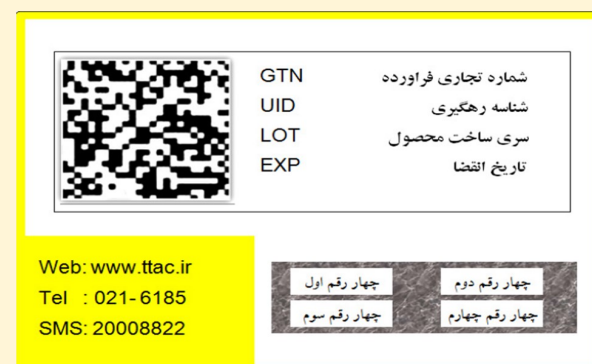 GTN شماره تجاری فراورده
UID شناسه رهگیری
LOT سری ساخت محصول
EXP تاریخ انقضا
Web: www.ttac.ir
Tel : 021- 6185
SMS: 20008822
چهار رقم اول چهار رقم دوم
چهار رقم سوم چهار رقم چهارم